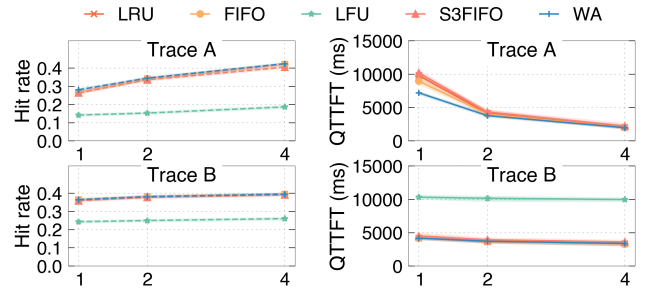 LRU FIFO LFU S3FIFO WA
Trace A
Hit rate
0.4
0.3
0.2
0.1
0.0
1 2 4
Trace A
QTTFT (ms)
15000
10000
5000
0
1 2 4
Trace B
Hit rate
0.4
0.3
0.2
0.1
0.0
1 2 4
Trace B
QTTFT (ms)
15000
10000
5000
0
1 2 4